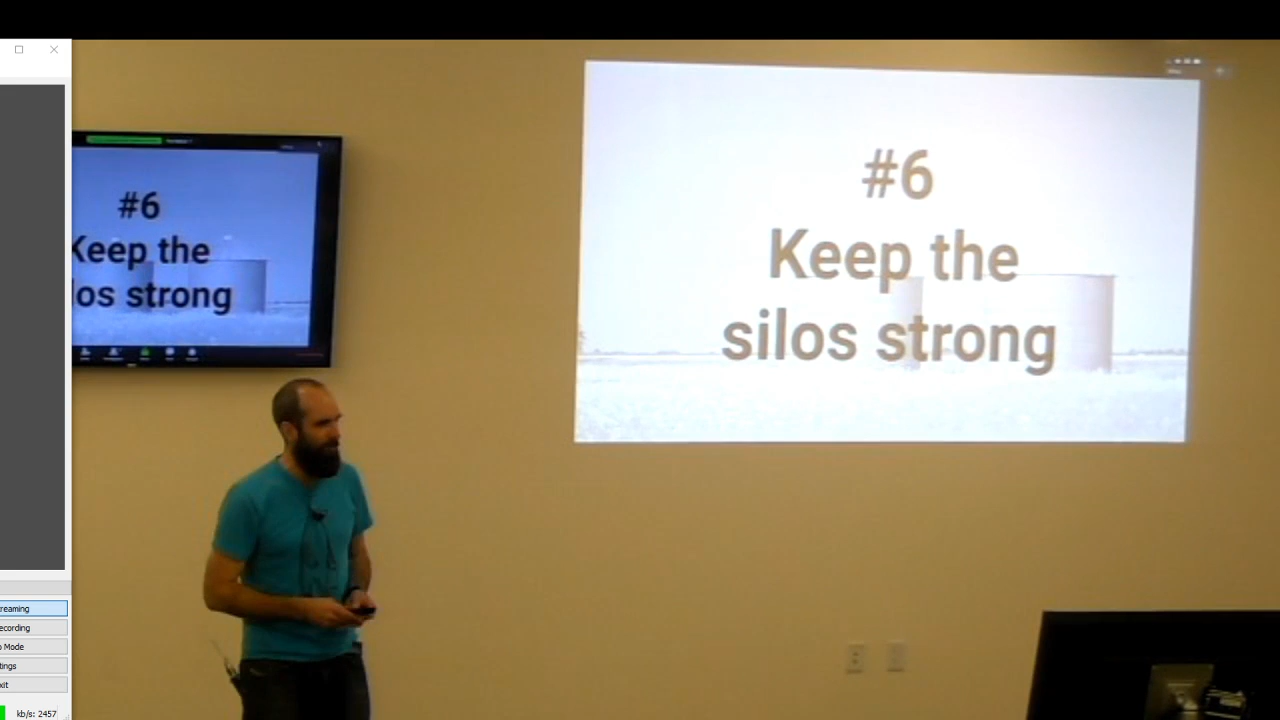 #6
Keep the
silos strong
#6
Keep the
los strong
reaming
ecording
o Mode
tings
xit
kb/s: 2457